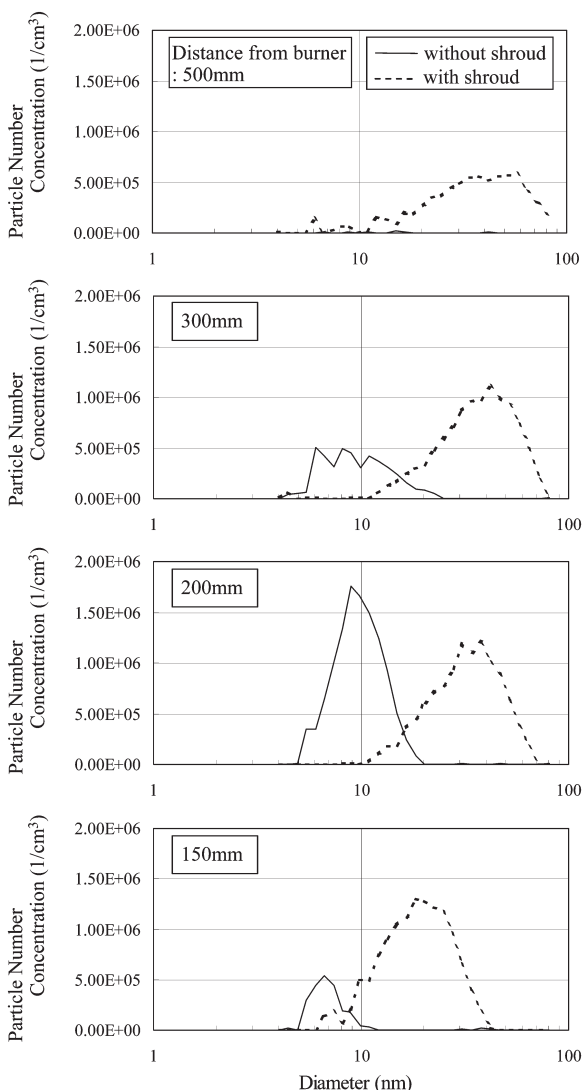 Particle Number
Concentration (1/cm³)
2.00E+06
1.50E+06
1.00E+06
5.00E+05
0.00E+00
Distance from burner
: 500mm
without shroud
with shroud
1
10
100
Particle Number
Concentration (1/cm³)
2.00E+06
1.50E+06
1.00E+06
5.00E+05
0.00E+00
300mm
1
10
100
Particle Number
Concentration (1/cm³)
2.00E+06
1.50E+06
1.00E+06
5.00E+05
0.00E+00
200mm
1
10
100
Particle Number
Concentration (1/cm³)
2.00E+06
1.50E+06
1.00E+06
5.00E+05
0.00E+00
150mm
1
10
100
Diameter (nm)